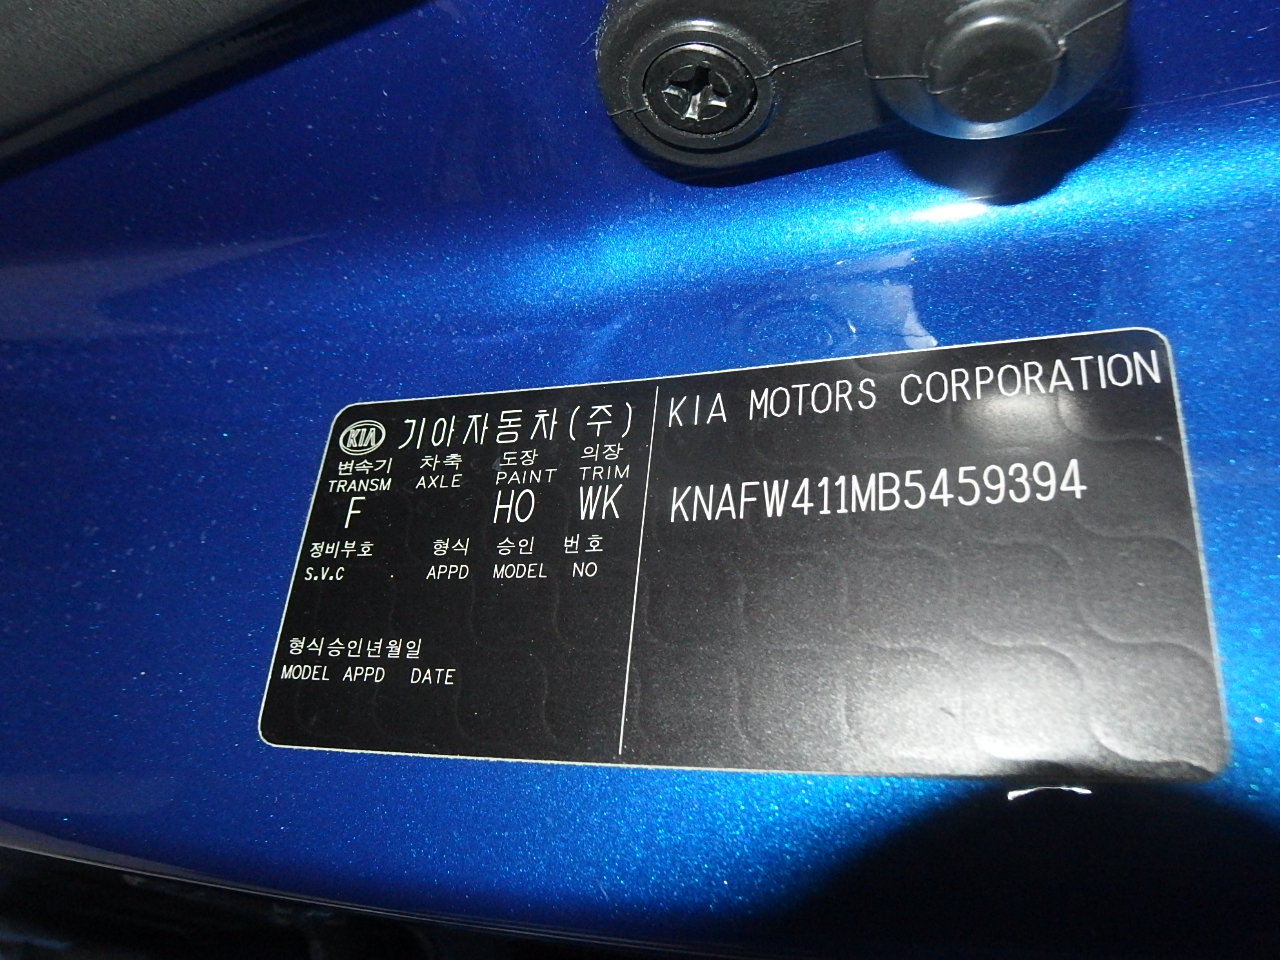 KIA 기아자동차(주)
변속기 차축 도장 의장
TRANSM AXLE PAINT TRIM
F HO WK
정비부호 형식 승인 번호
S.V.C APPD MODEL NO
형식승인년월일
MODEL APPD DATE
KIA MOTORS CORPORATION
KNAFW411MB5459394